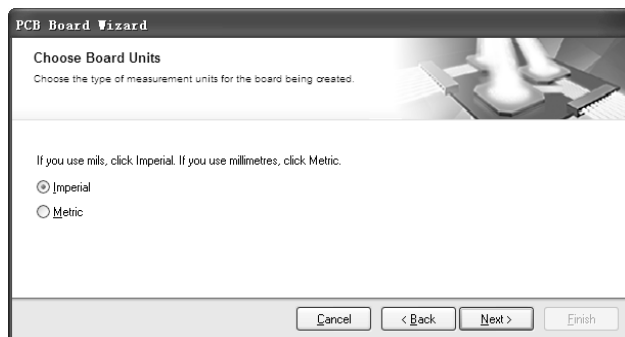 PCB Board Wizard
Choose Board Units
Choose the type of measurement units for the board being created.
If you use mils, click Imperial. If you use millimetres, click Metric.
Imperial
Metric
Cancel
< Back
Next >
Finish